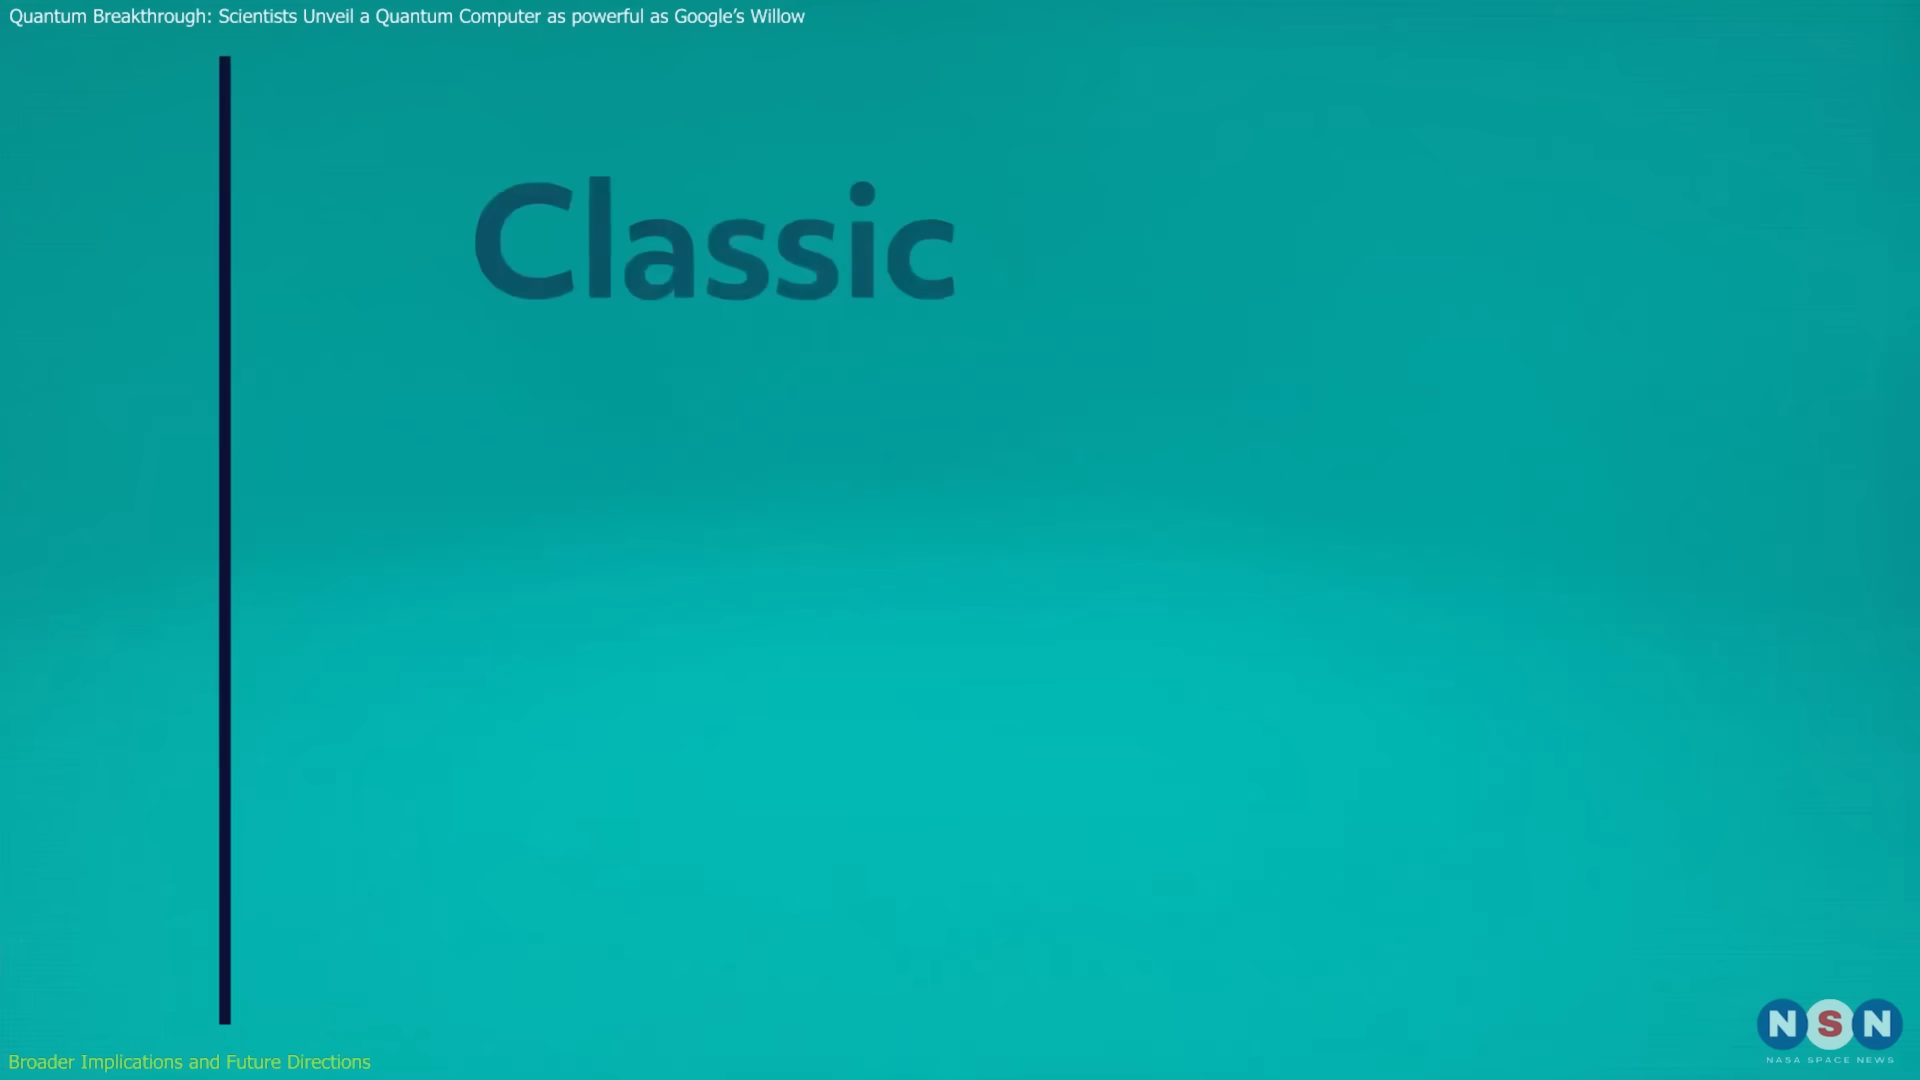 Quantum Breakthrough: Scientists Unveil a Quantum Computer as powerful as Google’s Willow
Classic
NSN
NASA SPACE NEWS
Broader Implications and Future Directions